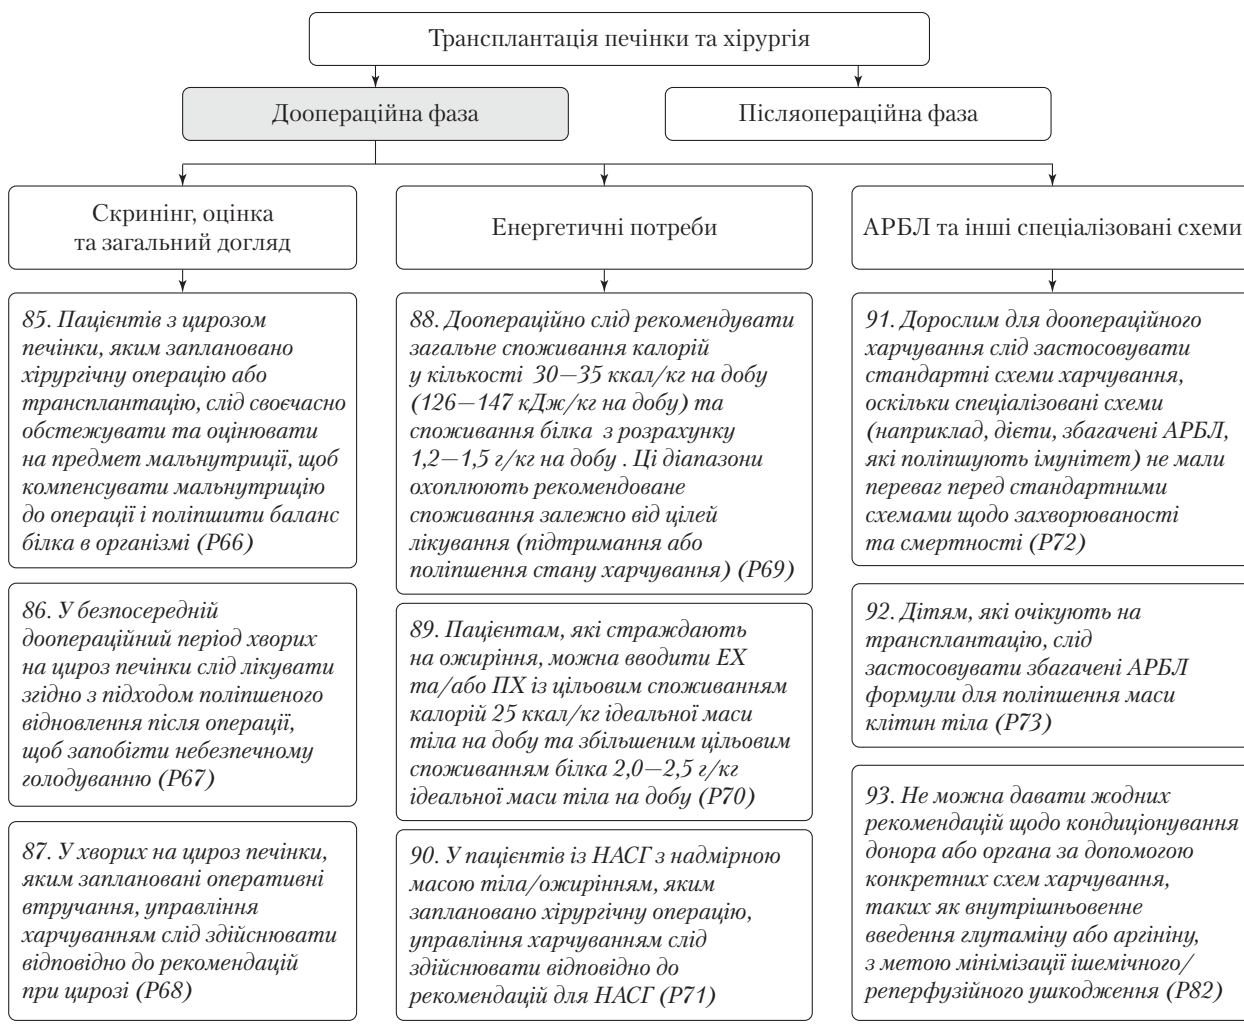 Трансплантація печінки та хірургія
Доопераційна фаза
Післяопераційна фаза
Скринінг, оцінка
та загальний догляд
85. Пацієнтів з цирозом
печінки, яким заплановано
хірургічну операцію або
трансплантацію, слід своєчасно
обстежувати та оцінювати
на предмет мальнутриції, щоб
компенсувати мальнутрицію
до операції і поліпшити баланс
білка в організмі (Р66)
86. У безпосередній
доопераційний період хворих
на цироз печінки слід лікувати
згідно з підходом поліпшеного
відновлення після операції,
щоб запобігти небезпечному
голодуванню (Р67)
87. У хворих на цироз печінки,
яким заплановані оперативні
втручання, управління
харчуванням слід здійснювати
відповідно до рекомендацій
при цирозі (Р68)
Енергетичні потреби
88. Доопераційно слід рекомендувати
загальне споживання калорій
у кількості 30—35 ккал/кг на добу
(126—147 кДж/кг на добу) та
споживання білка з розрахунку
1,2—1,5 г/кг на добу . Ці діапазони
охоплюють рекомендоване
споживання залежно від цілей
лікування (підтримання або
поліпшення стану харчування) (Р69)
89. Пацієнтам, які страждають
на ожиріння, можна вводити ЕХ
та/або ПХ із цільовим споживанням
калорій 25 ккал/кг ідеальної маси
тіла на добу та збільшеним цільовим
споживанням білка 2,0—2,5 г/кг
ідеальної маси тіла на добу (Р70)
90. У пацієнтів із НАСГ з надмірною
масою тіла/ожирінням, яким
заплановано хірургічну операцію,
управління харчуванням слід
здійснювати відповідно до
рекомендацій для НАСГ (Р71)
АРБЛ та інші спеціалізовані схеми
91. Дорослим для доопераційного
харчування слід застосовувати
стандартні схеми харчування,
оскільки спеціалізовані схеми
(наприклад, дієти, збагачені АРБЛ,
які поліпшують імунітет) не мали
переваг перед стандартними
схемами щодо захворюваності
та смертності (Р72)
92. Дітям, які очікують на
трансплантацію, слід
застосовувати збагачені АРБЛ
формули для поліпшення маси
клітин тіла (Р73)
93. Не можна давати жодних
рекомендацій щодо кондиціонування
донора або органа за допомогою
конкретних схем харчування,
таких як внутрішньовенне
введення глутаміну або аргініну,
з метою мінімізації ішемічного/
реперфузійного ушкодження (Р82)